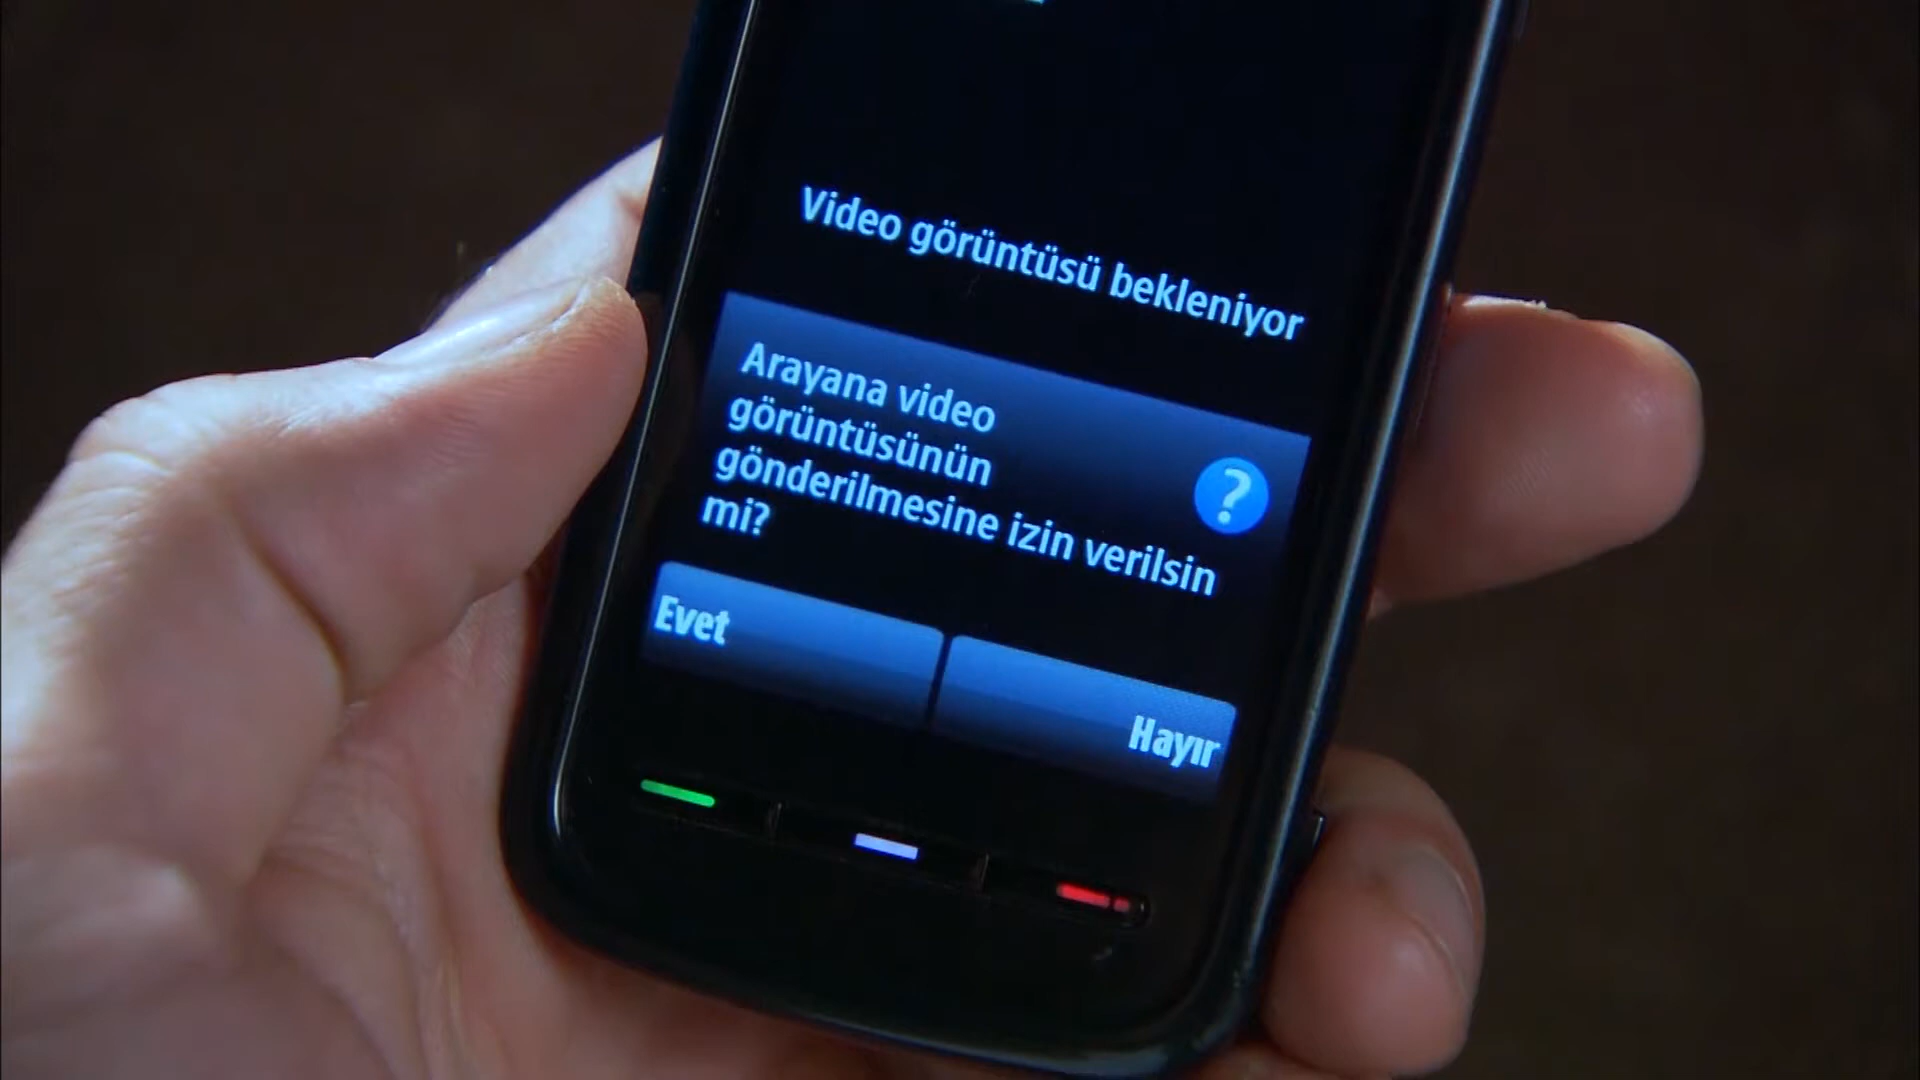 Video görüntüsü bekleniyor
Arayana video
görüntüsünün
gönderilmesine izin verilsin
mi?
?
Evet
Hayır